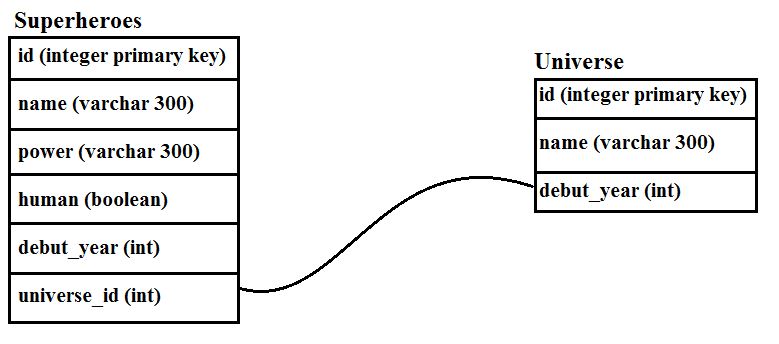 Superheroes
id (integer primary key)
name (varchar 300)
power (varchar 300)
human (boolean)
debut_year (int)
universe_id (int)
Universe
id (integer primary key)
name (varchar 300)
debut_year (int)